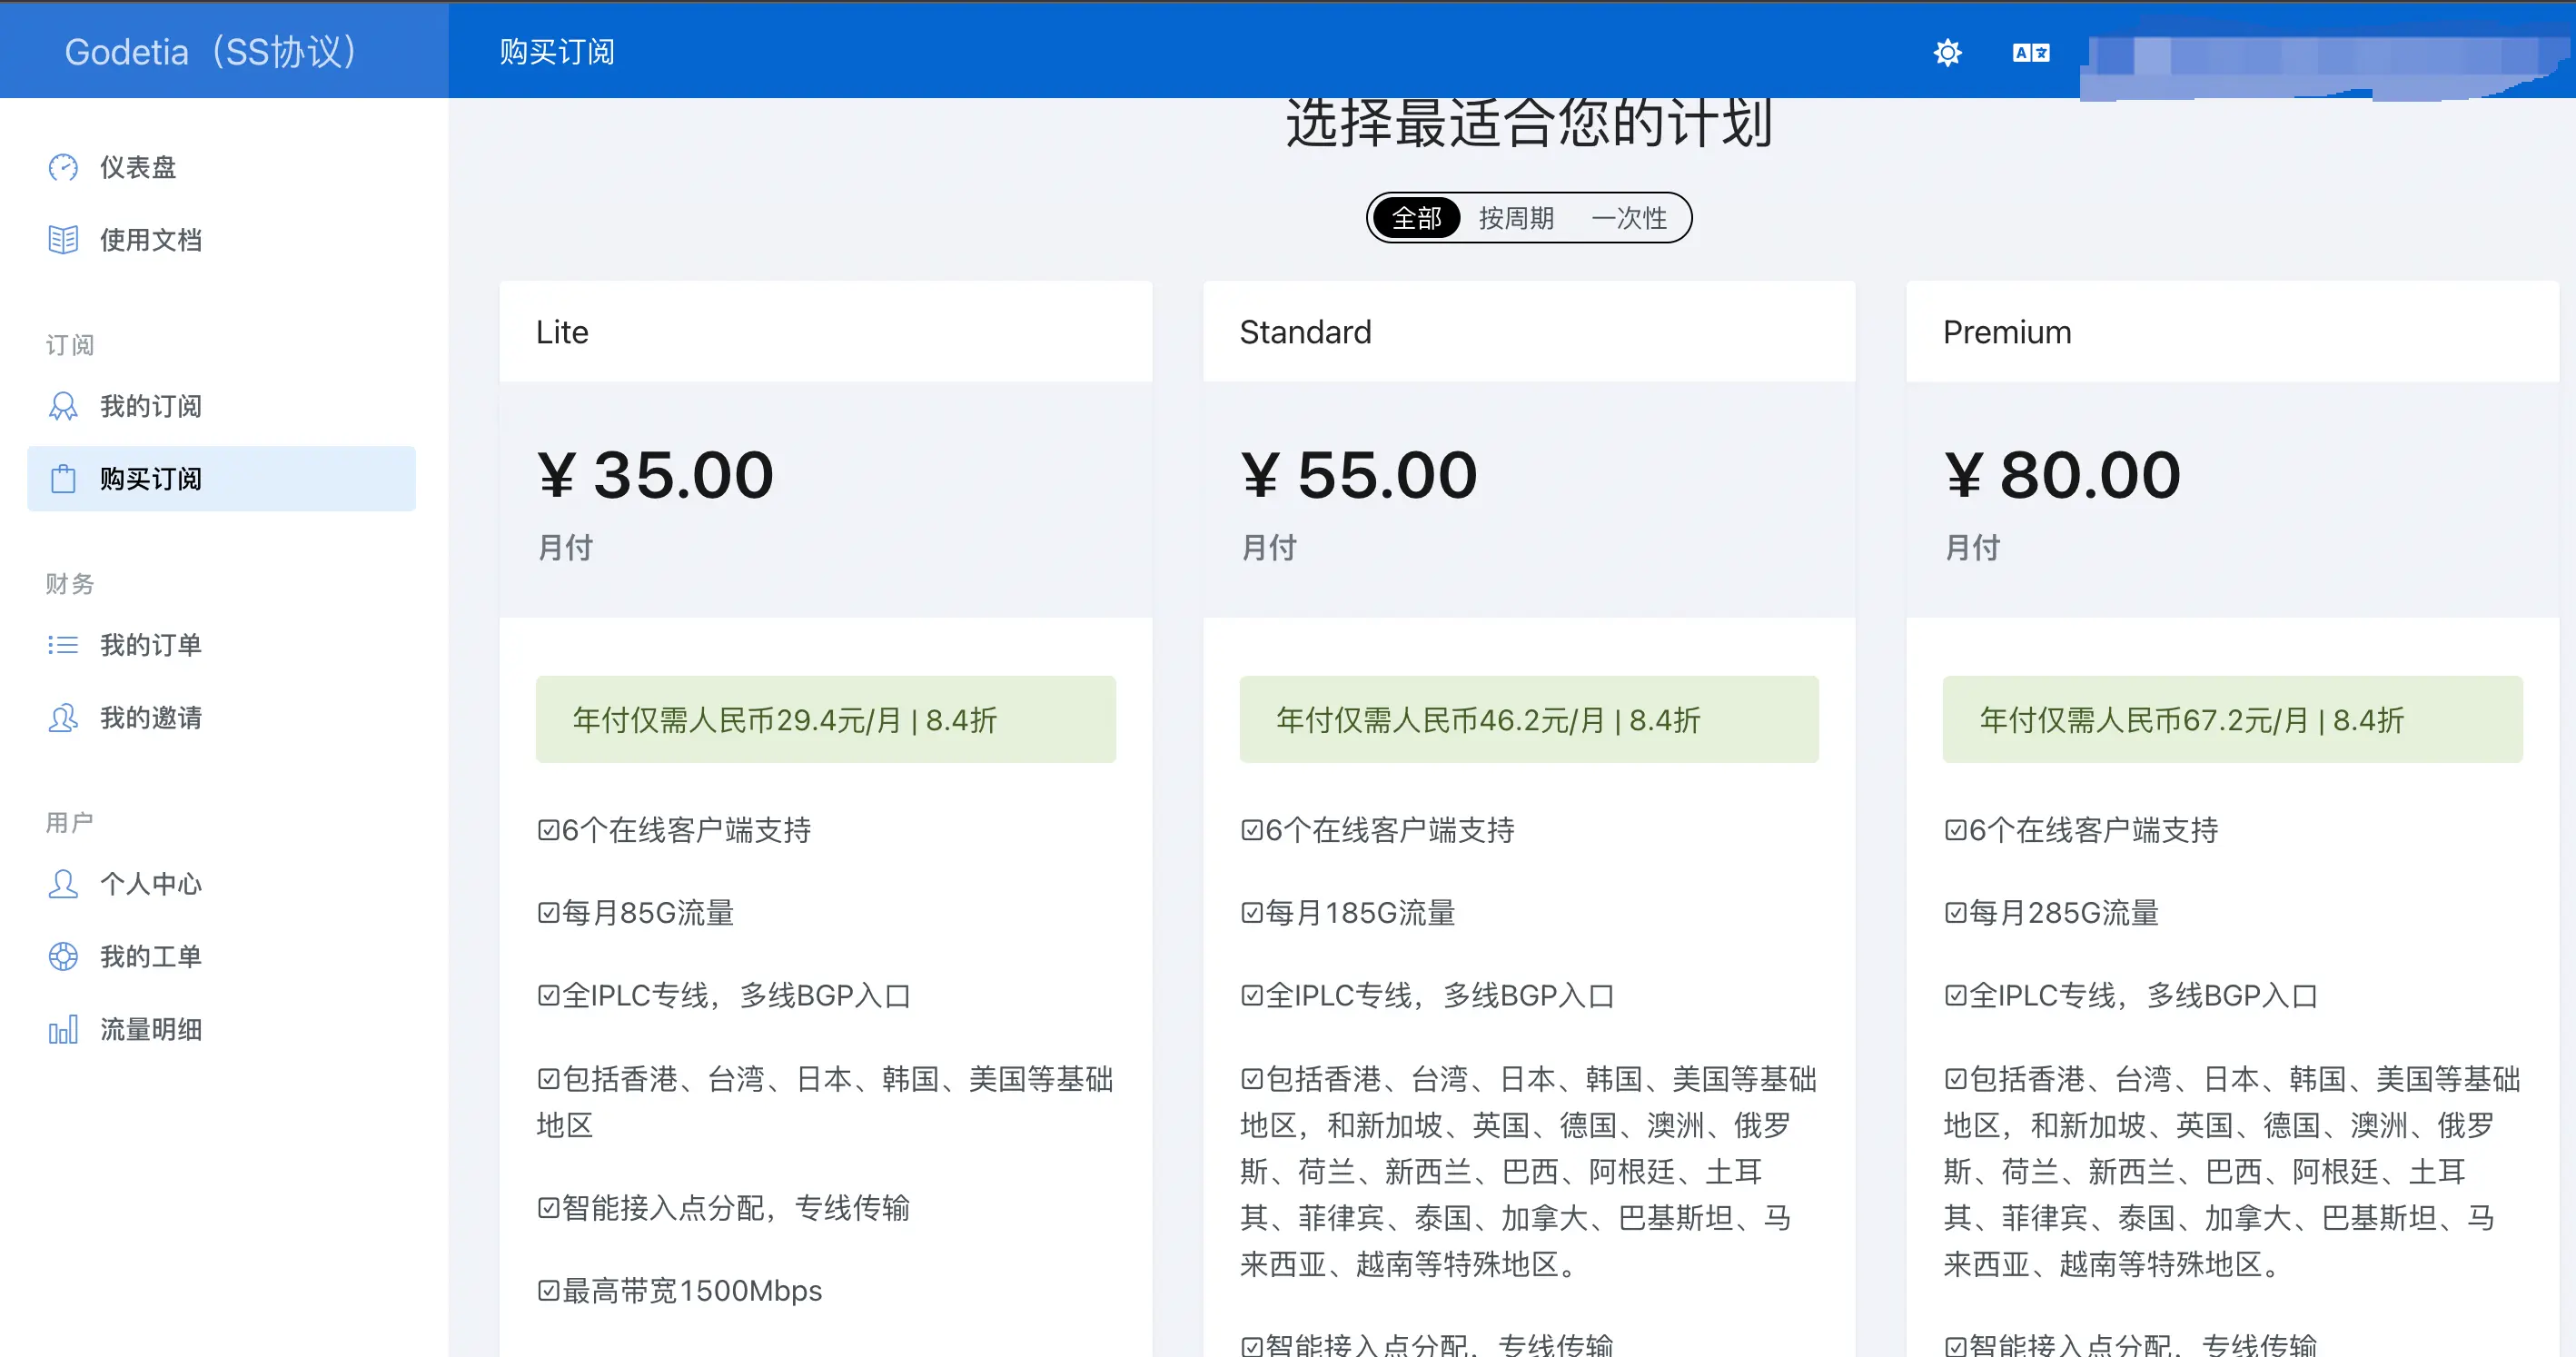 Godetia（SS协议）
购买订阅
仪表盘
使用文档
订阅
我的订阅
购买订阅
财务
我的订单
我的邀请
用户
个人中心
我的工单
流量明细
选择最适合您的计划
全部 按周期 一次性
Lite
¥ 35.00
月付
年付仅需人民币29.4元/月 | 8.4折
☑6个在线客户端支持
☑每月85G流量
☑全IPLC专线，多线BGP入口
☑包括香港、台湾、日本、韩国、美国等基础
地区
☑智能接入点分配，专线传输
☑最高带宽1500Mbps
Standard
¥ 55.00
月付
年付仅需人民币46.2元/月 | 8.4折
☑6个在线客户端支持
☑每月185G流量
☑全IPLC专线，多线BGP入口
☑包括香港、台湾、日本、韩国、美国等基础
地区，和新加坡、英国、德国、澳洲、俄罗
斯、荷兰、新西兰、巴西、阿根廷、土耳
其、菲律宾、泰国、加拿大、巴基斯坦、马
来西亚、越南等特殊地区。
☑智能接入点分配，专线传输
Premium
¥ 80.00
月付
年付仅需人民币67.2元/月 | 8.4折
☑6个在线客户端支持
☑每月285G流量
☑全IPLC专线，多线BGP入口
☑包括香港、台湾、日本、韩国、美国等基础
地区，和新加坡、英国、德国、澳洲、俄罗
斯、荷兰、新西兰、巴西、阿根廷、土耳
其、菲律宾、泰国、加拿大、巴基斯坦、马
来西亚、越南等特殊地区。
☑智能接入点分配，专线传输